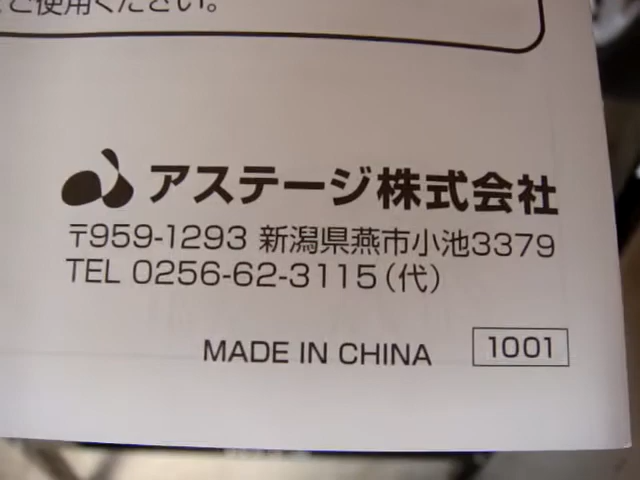 ご使用ください。
アステージ株式会社
〒959-1293 新潟県燕市小池3379
TEL 0256-62-3115(代)
MADE IN CHINA
1001